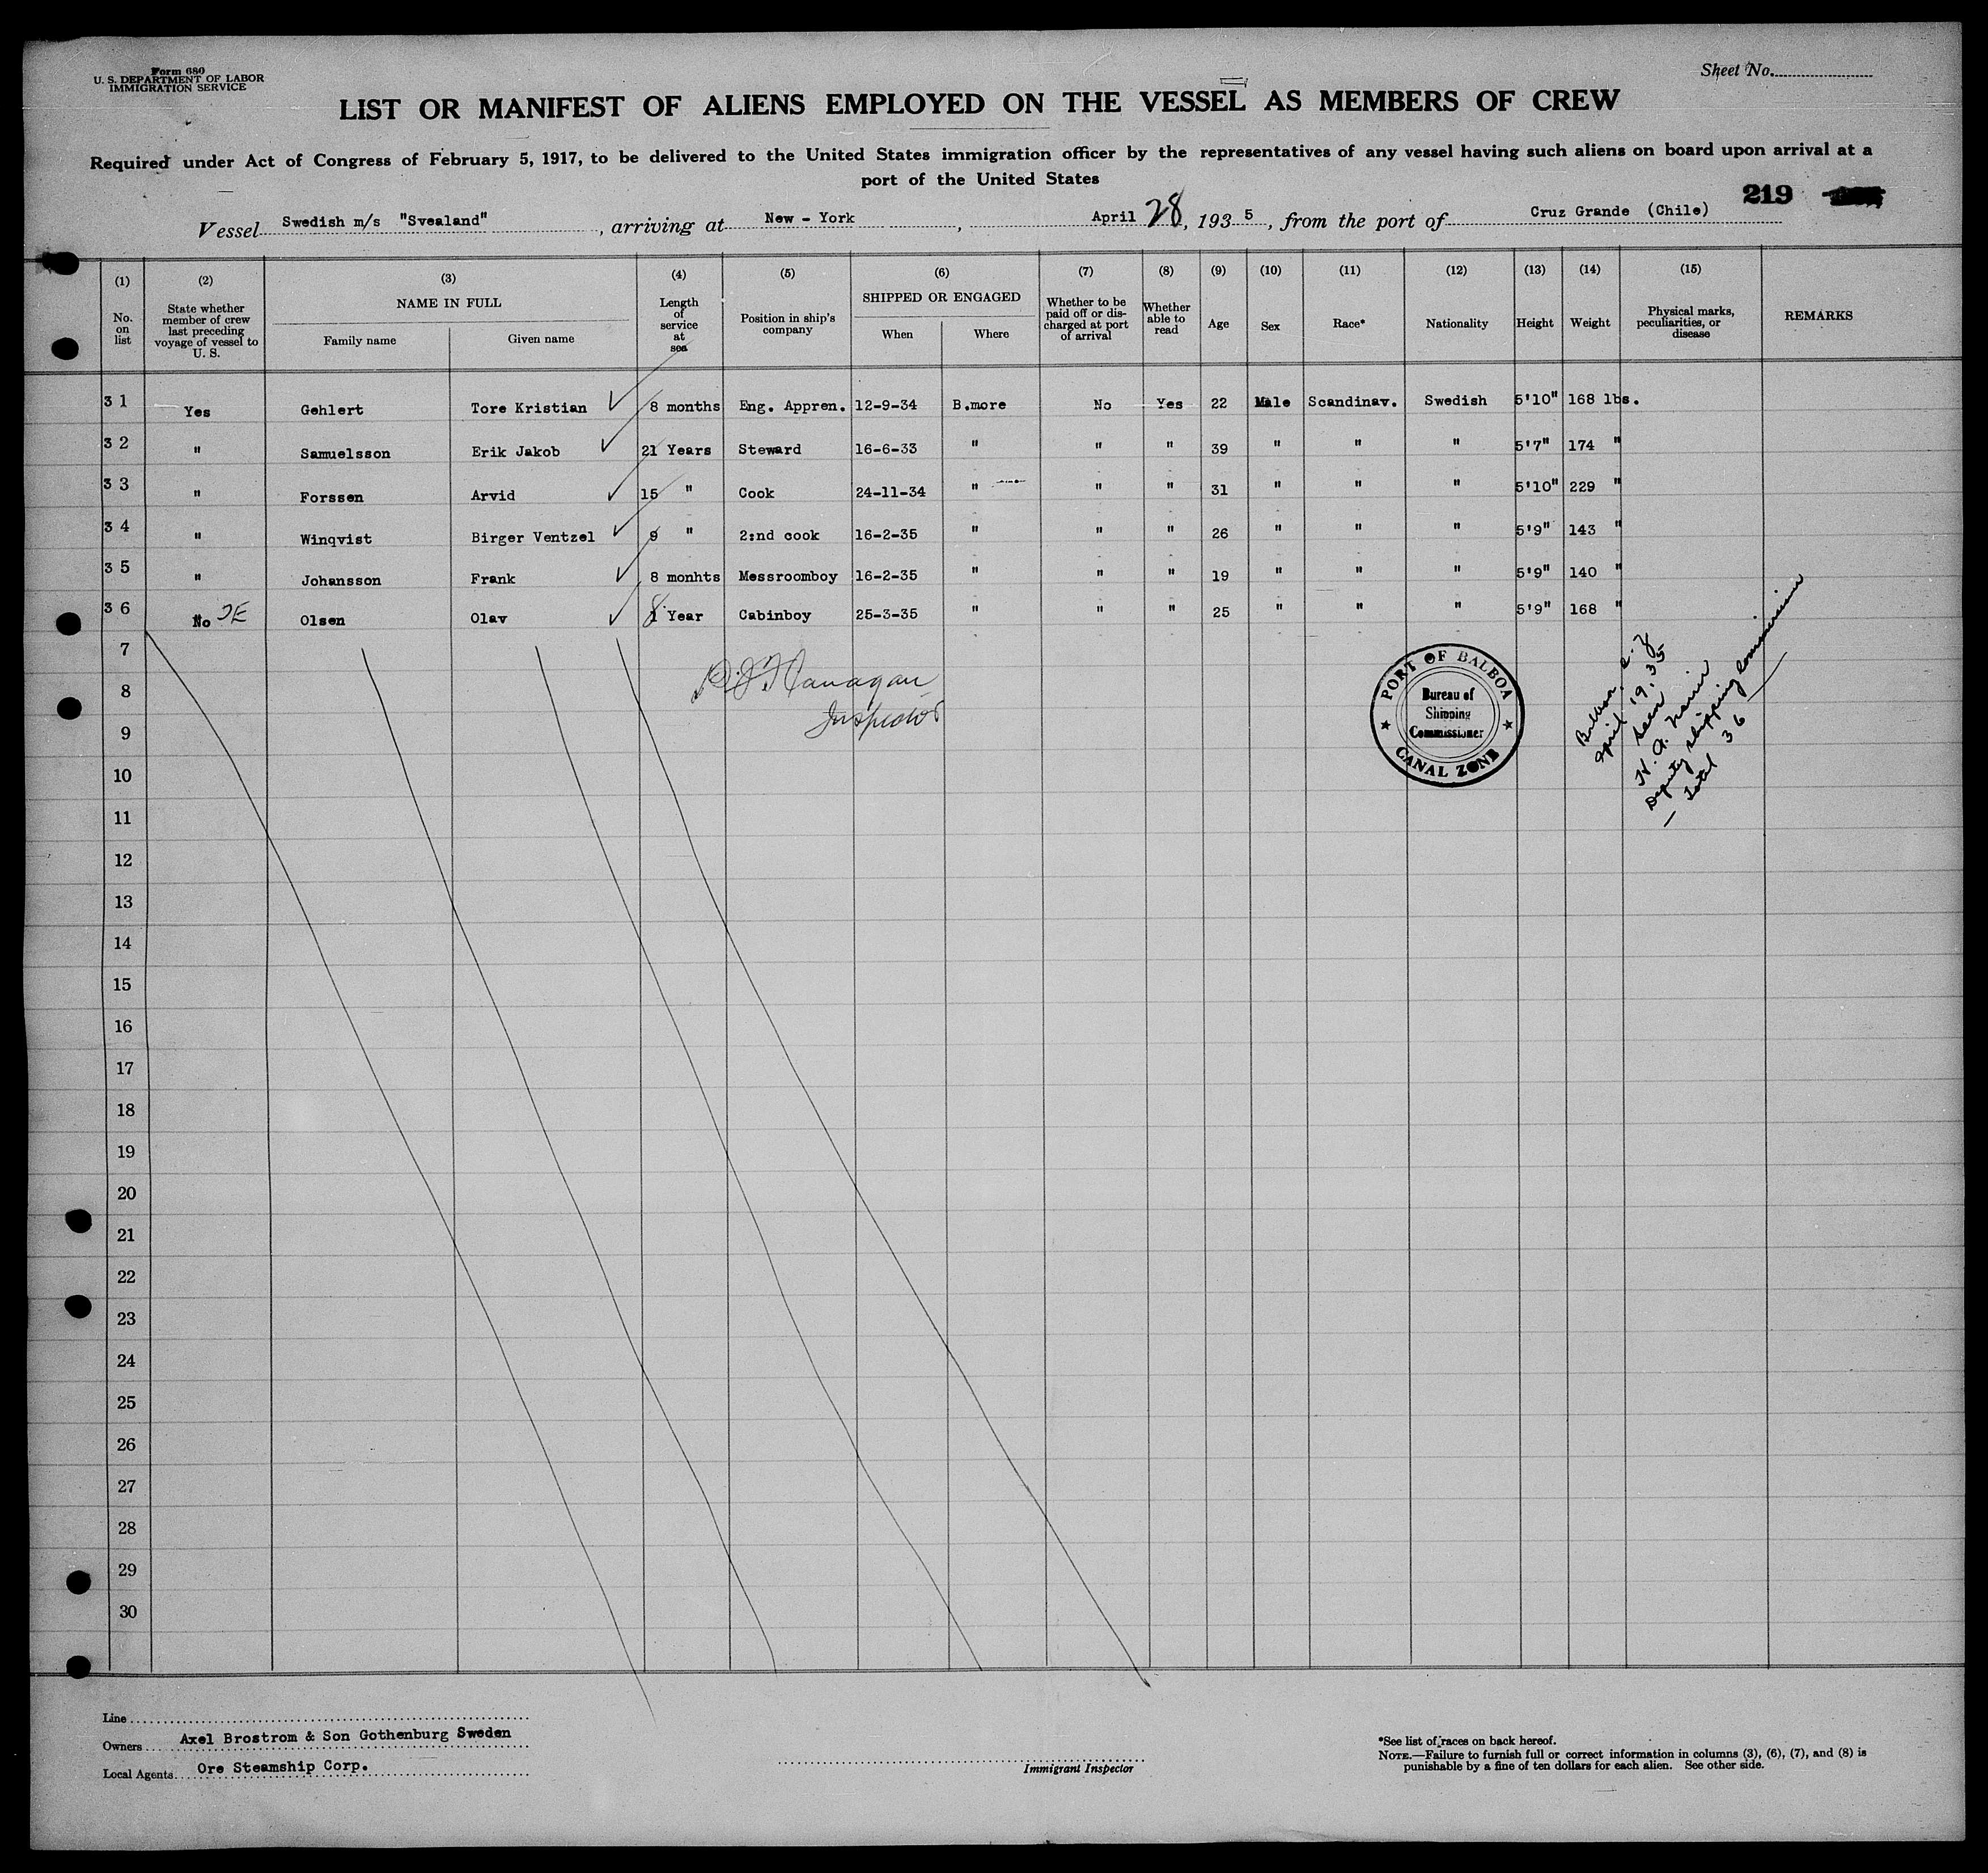 Form 680
U. S. DEPARTMENT OF LABOR
IMMIGRATION SERVICE
Sheet No.
LIST OR MANIFEST OF ALIENS EMPLOYED ON THE VESSEL AS MEMBERS OF CREW
Required under Act of Congress of February 5, 1917, to be delivered to the United States immigration officer by the representatives of any vessel having such aliens on board upon arrival at a
port of the United States
219
Vessel Swedish m/s "Svealand", arriving at New - York, April 28, 1935, from the port of Cruz Grande (Chile)
(1) (2) (3) (4) (5) (6) (7) (8) (9) (10) (11) (12) (13) (14) (15)
No. on list
State whether member of crew last preceding voyage of vessel to U. S.
NAME IN FULL
Family name
Given name
Length of service at sea
Position in ship's company
SHIPPED OR ENGAGED
When
Where
Whether to be paid off or discharged at port of arrival
Whether able to read
Age
Sex
Race*
Nationality
Height
Weight
Physical marks, peculiarities, or disease
REMARKS
31 Yes Gehlert Tore Kristian 8 months Eng. Appren. 12-9-34 B.more No Yes 22 Male Scandinav. Swedish 5'10" 168 lbs.
32 " Samuelsson Erik Jakob 21 Years Steward 16-6-33 " " " 39 " " " 5'7" 174 "
33 " Forssen Arvid 15 " Cook 24-11-34 " " " 31 " " " 5'10" 229 "
34 " Winqvist Birger Ventzel 9 " 2:nd cook 16-2-35 " " " 26 " " " 5'9" 143 "
35 " Johansson Frank 8 monhts Messroomboy 16-2-35 " " " 19 " " " 5'9" 140 "
36 No Olsen Olav 1 Year Cabinboy 25-3-35 " " " 25 " " " 5'9" 168 "
7
8
9
10
11
12
13
14
15
16
17
18
19
20
21
22
23
24
25
26
27
28
29
30
Flanagan
Inspector
PORT OF BALBOA
Bureau of
Shipping
Commissioner
CANAL ZONE
Balboa, C. Z
April 19, 35
Seen
Deputy Shipping Commissioner
— Total 36 —
Line
Owners Axel Brostrom & Son Gothenburg Sweden
Local Agents Ore Steamship Corp.
Immigrant Inspector
*See list of races on back hereof.
NOTE.—Failure to furnish full or correct information in columns (3), (6), (7), and (8) is
punishable by a fine of ten dollars for each alien. See other side.